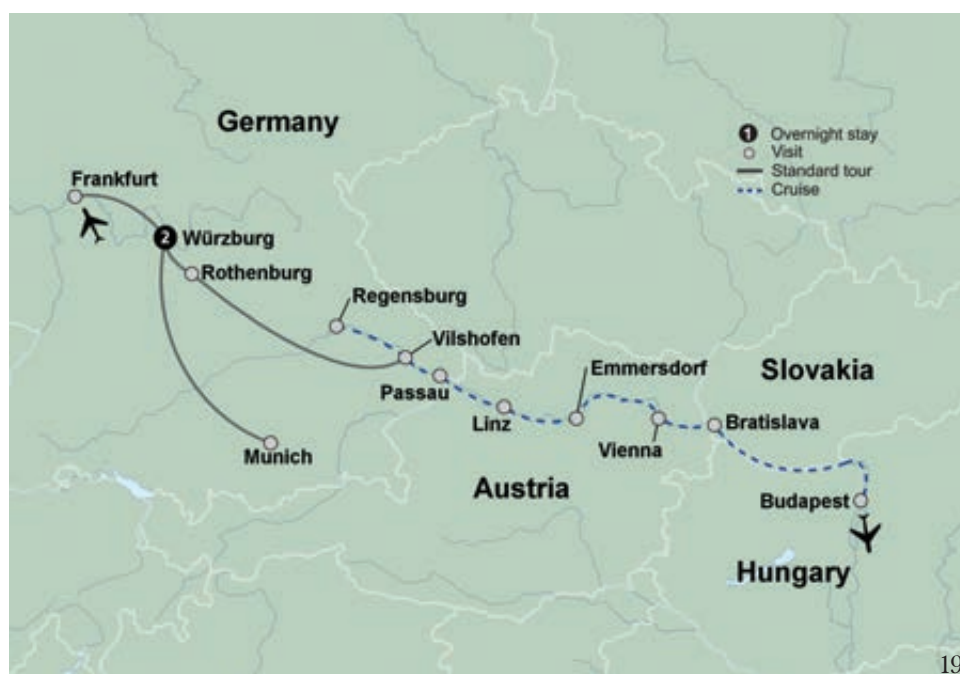 Germany
1 Overnight stay
Visit
Standard tour
Cruise
Frankfurt
2 Würzburg
Rothenburg
Regensburg
Vilshofen
Passau
Emmersdorf
Slovakia
Linz
Vienna
Bratislava
Munich
Austria
Budapest
Hungary
19